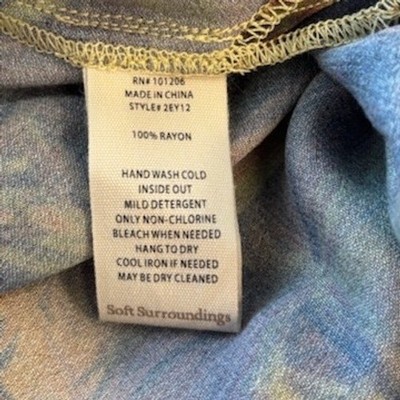 RN# 101206
MADE IN CHINA
STYLE# 2EY12
100% RAYON
HAND WASH COLD
INSIDE OUT
MILD DETERGENT
ONLY NON-CHLORINE
BLEACH WHEN NEEDED
HANG TO DRY
COOL IRON IF NEEDED
MAY BE DRY CLEANED
Soft Surroundings